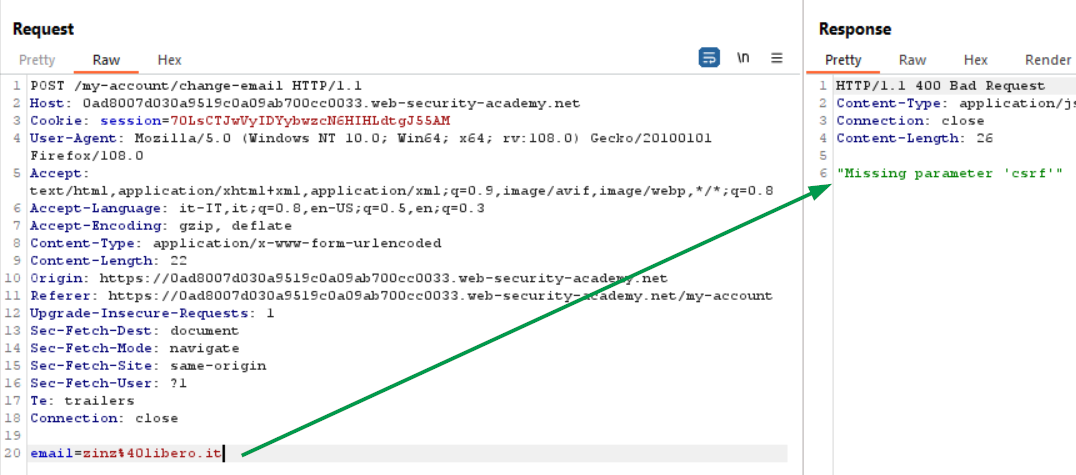 Request
Pretty Raw Hex
\n
1 POST /my-account/change-email HTTP/1.1
2 Host: 0ad8007d030a9519c0a09ab700cc0033.web-security-academy.net
3 Cookie: session=70LsCTJwVyIDYybwzcN6HIHLdtgJ55AM
4 User-Agent: Mozilla/5.0 (Windows NT 10.0; Win64; x64; rv:108.0) Gecko/20100101
Firefox/108.0
5 Accept:
text/html,application/xhtml+xml,application/xml;q=0.9,image/avif,image/webp,*/*;q=0.8
6 Accept-Language: it-IT,it;q=0.8,en-US;q=0.5,en;q=0.3
7 Accept-Encoding: gzip, deflate
8 Content-Type: application/x-www-form-urlencoded
9 Content-Length: 22
10 Origin: https://0ad8007d030a9519c0a09ab700cc0033.web-security-academy.net
11 Referer: https://0ad8007d030a9519c0a09ab700cc0033.web-security-academy.net/my-account
12 Upgrade-Insecure-Requests: 1
13 Sec-Fetch-Dest: document
14 Sec-Fetch-Mode: navigate
15 Sec-Fetch-Site: same-origin
16 Sec-Fetch-User: ?1
17 Te: trailers
18 Connection: close
19
20 email=zinz%40libero.it
Response
Pretty Raw Hex Render
1 HTTP/1.1 400 Bad Request
2 Content-Type: application/js
3 Connection: close
4 Content-Length: 26
5
6 "Missing parameter 'csrf'"